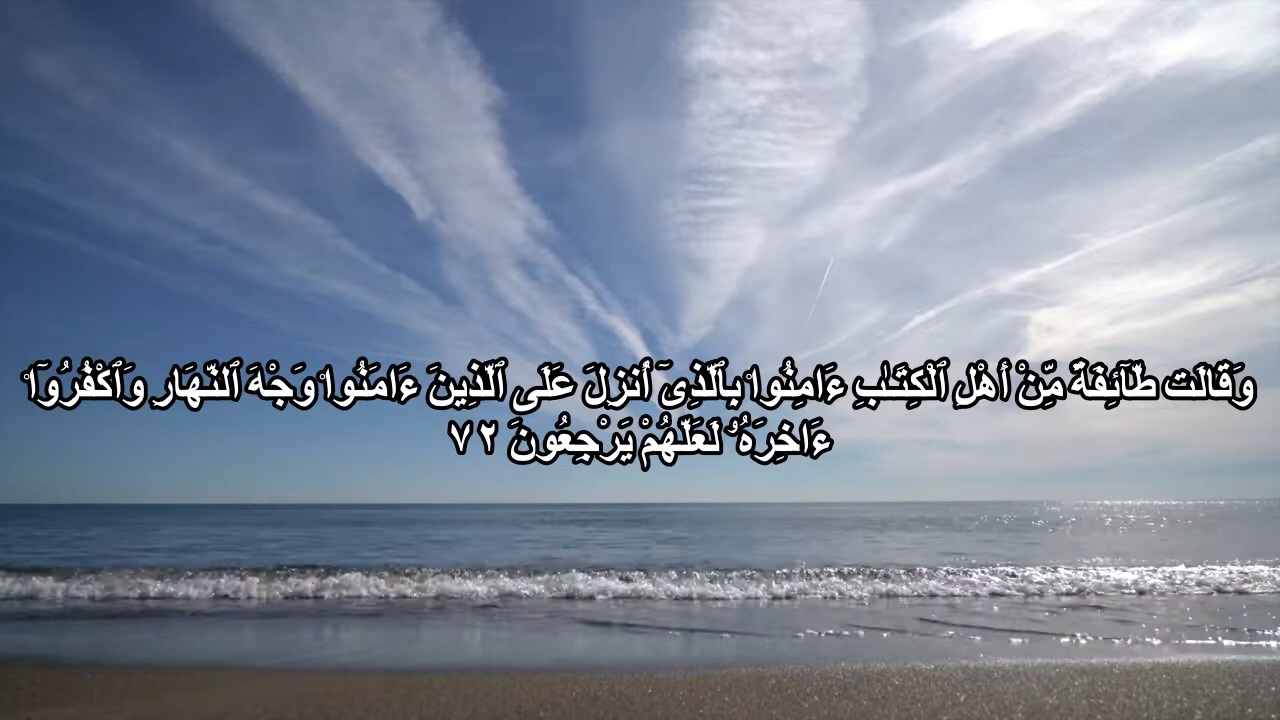 وَقَالَت طَّآئِفَةٌ مِّنْ أَهْلِ ٱلْكِتَـٰبِ ءَامِنُوا۟ بِٱلَّذِىٓ أُنزِلَ عَلَى ٱلَّذِينَ ءَامَنُوا۟ وَجْهَ ٱلنَّهَارِ وَٱكْفُرُوٓا۟
ءَاخِرَهُۥ لَعَلَّهُمْ يَرْجِعُونَ ٧٢